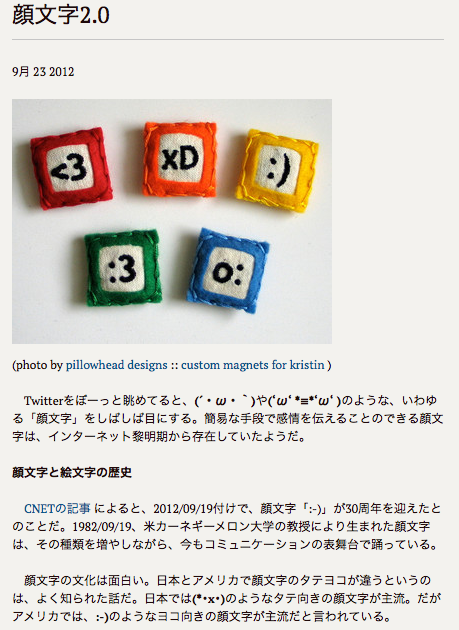 顔文字2.0
9月 23 2012
<3
xD
:)
:3
o:
(photo by pillowhead designs :: custom magnets for kristin )
Twitterをぼーっと眺めてると、(´・ω・｀)や(‘ω‘ *≡*‘ω‘ )のような、いわゆ
る「顔文字」をしばしば目にする。簡易な手段で感情を伝えることのできる顔文
字は、インターネット黎明期から存在していたようだ。
顔文字と絵文字の歴史
CNETの記事 によると、2012/09/19付けで、顔文字「:-)」が30周年を迎えたと
のことだ。1982/09/19、米カーネギーメロン大学の教授により生まれた顔文字
は、その種類を増やしながら、今もコミュニケーションの表舞台で踊っている。
顔文字の文化は面白い。日本とアメリカで顔文字のタテヨコが違うというの
は、よく知られた話だ。日本では(*・x・)のようなタテ向きの顔文字が主流。だが
アメリカでは、:-)のようなヨコ向きの顔文字が主流だと言われている。